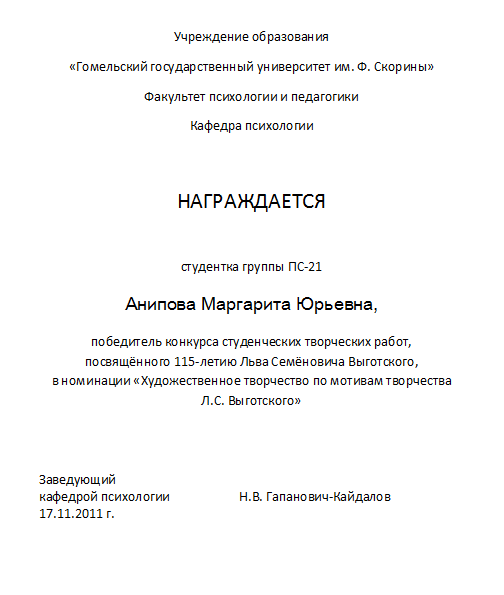 Учреждение образования
«Гомельский государственный университет им. Ф. Скорины»
Факультет психологии и педагогики
Кафедра психологии
НАГРАЖДАЕТСЯ
студентка группы ПС-21
Анипова Маргарита Юрьевна,
победитель конкурса студенческих творческих работ,
посвящённого 115-летию Льва Семёновича Выготского,
в номинации «Художественное творчество по мотивам творчества
Л.С. Выготского»
Заведующий
кафедрой психологии Н.В. Гапанович-Кайдалов
17.11.2011 г.